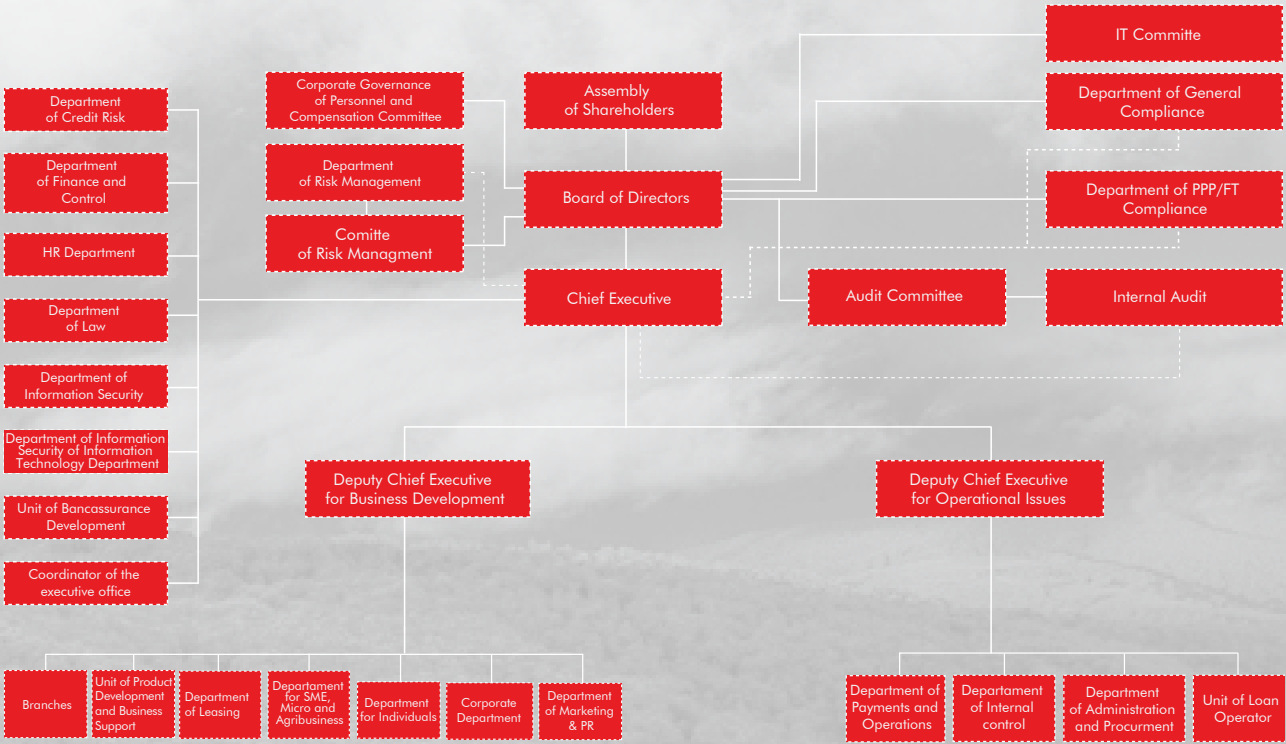 IT Committe
Department of General
Compliance
Department of PPP/FT
Compliance
Internal Audit
Audit Committee
Assembly
of Shareholders
Board of Directors
Chief Executive
Corporate Governance
of Personnel and
Compensation Committee
Department
of Risk Management
Comitte
of Risk Managment
Department
of Credit Risk
Department
of Finance and
Control
HR Department
Department
of Law
Department of
Information Security
Department of Information
Security of Information
Technology Department
Unit of Bancassurance
Development
Coordinator of the
executive office
Deputy Chief Executive
for Business Development
Deputy Chief Executive
for Operational Issues
Branches
Unit of Product
Development
and Business
Support
Department
of Leasing
Departament
for SME,
Micro and
Agribusiness
Department
for Individuals
Corporate
Department
Department
of Marketing
& PR
Department of
Payments and
Operations
Departament
of Internal
control
Department
of Administration
and Procurment
Unit of Loan
Operator